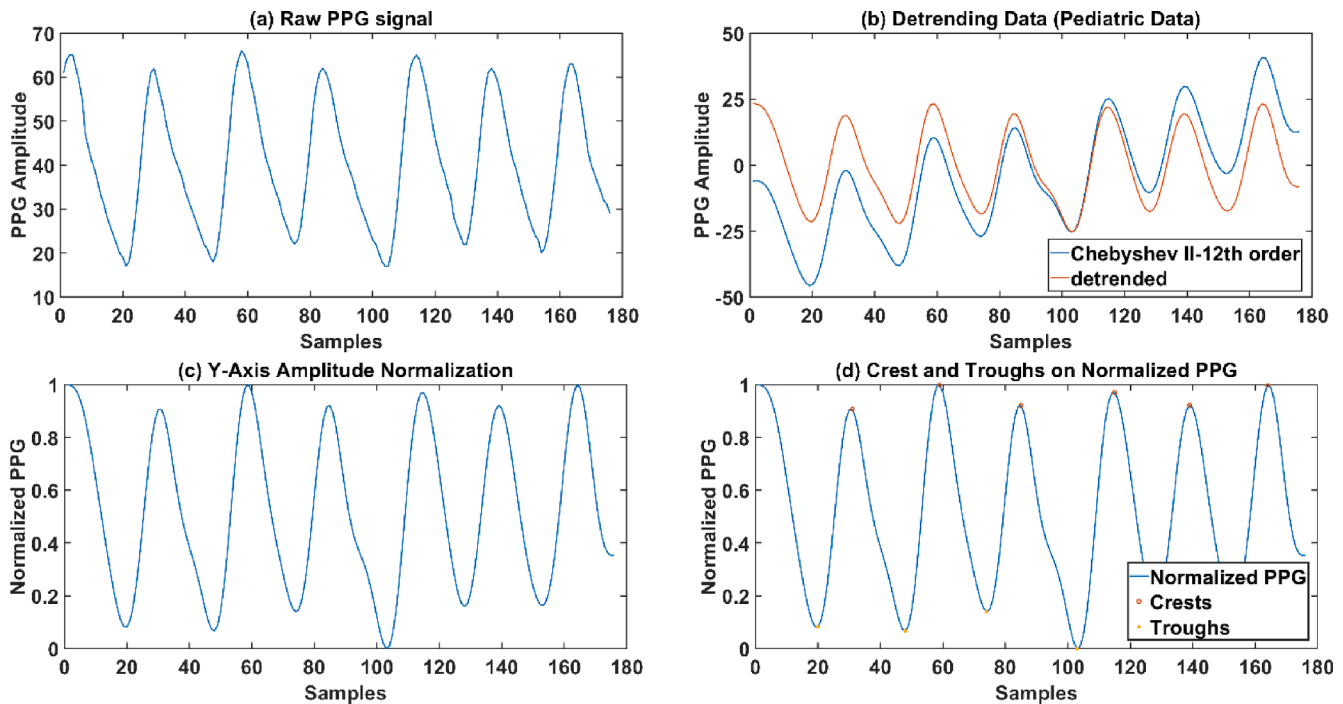 (a) Raw PPG signal
PPG Amplitude
70
60
50
40
30
20
10
0 20 40 60 80 100 120 140 160 180
Samples
(b) Detrending Data (Pediatric Data)
PPG Amplitude
50
25
0
-25
-50
Chebyshev II-12th order
detrended
0 20 40 60 80 100 120 140 160 180
Samples
(c) Y-Axis Amplitude Normalization
Normalized PPG
1
0.8
0.6
0.4
0.2
0
0 20 40 60 80 100 120 140 160 180
Samples
(d) Crest and Troughs on Normalized PPG
Normalized PPG
1
0.8
0.6
0.4
0.2
0
Normalized PPG
Crests
Troughs
0 20 40 60 80 100 120 140 160 180
Samples